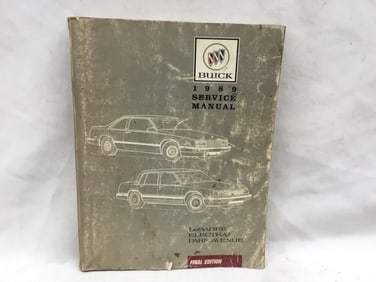 BUICK
1989
SERVICE
MANUAL
LeSABRE
ELECTRA/
PARK AVENUE
FINAL EDITION